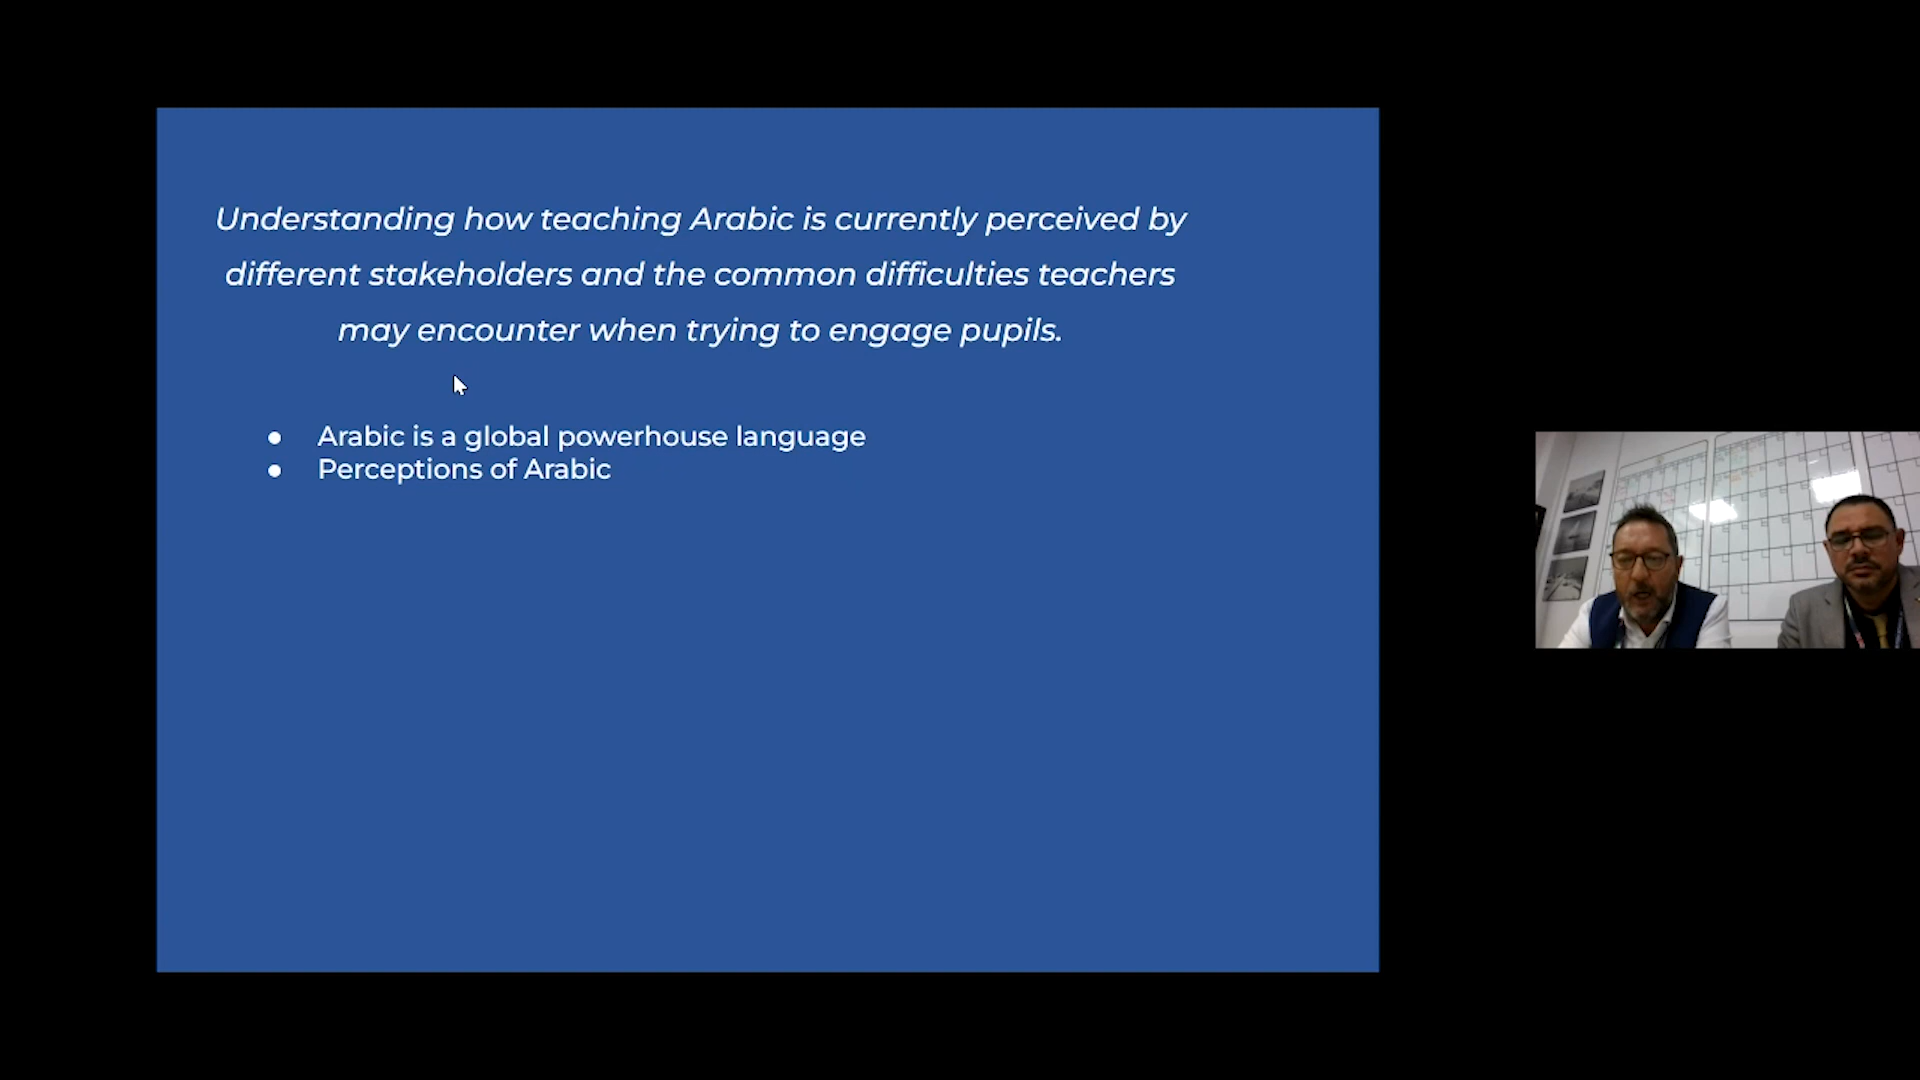 Understanding how teaching Arabic is currently perceived by
different stakeholders and the common difficulties teachers
may encounter when trying to engage pupils.
● Arabic is a global powerhouse language
● Perceptions of Arabic